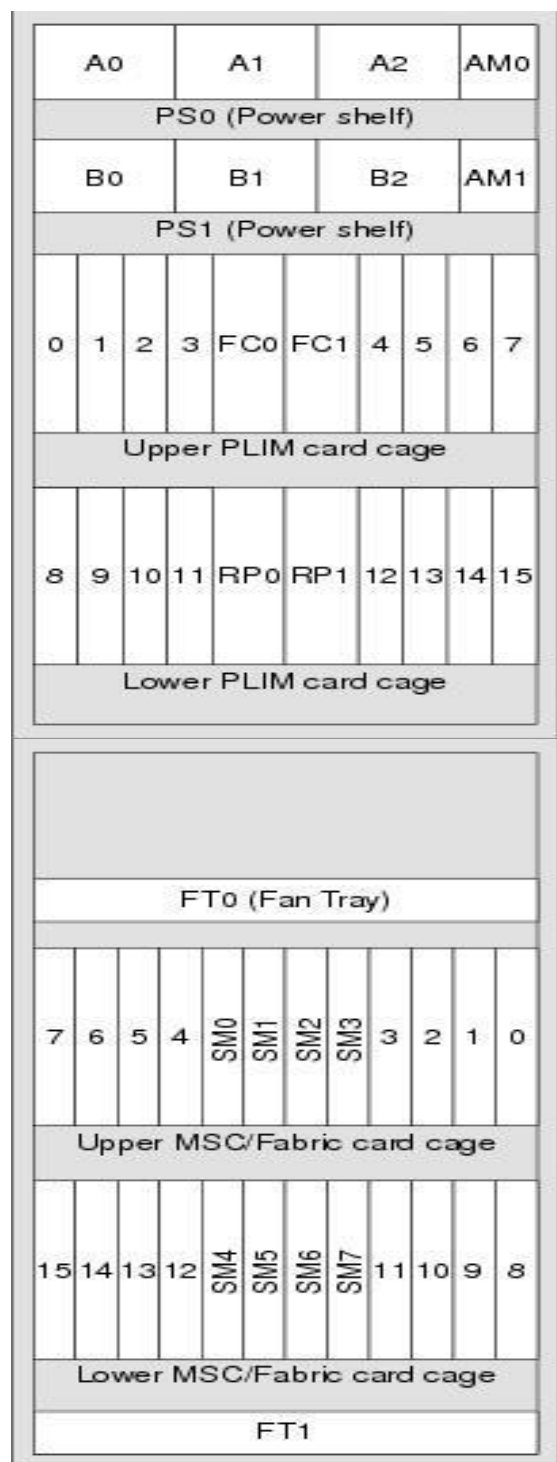 A0 A1 A2 AM0
PS0 (Power shelf)
B0 B1 B2 AM1
PS1 (Power shelf)
0 1 2 3 FC0 FC1 4 5 6 7
Upper PLIM card cage
8 9 10 11 RP0 RP1 12 13 14 15
Lower PLIM card cage
FT0 (Fan Tray)
7 6 5 4 SM0 SM1 SM2 SM3 3 2 1 0
Upper MSC/Fabric card cage
15 14 13 12 SM4 SM5 SM6 SM7 11 10 9 8
Lower MSC/Fabric card cage
FT1